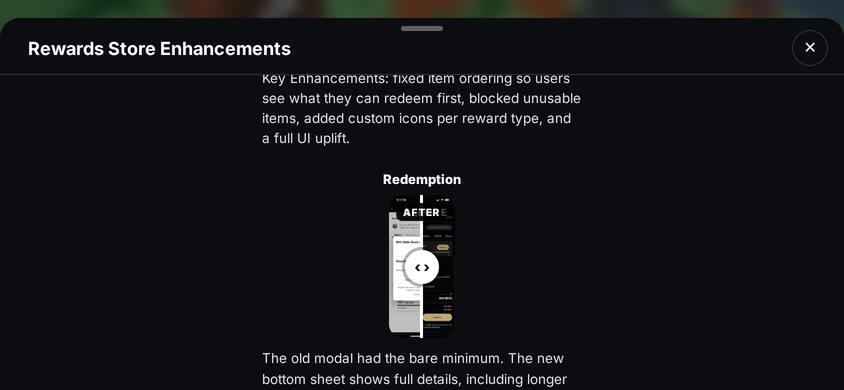 Rewards Store Enhancements
Key Enhancements: fixed item ordering so users
see what they can redeem first, blocked unusable
items, added custom icons per reward type, and
a full UI uplift.
Redemption
AFTER
The old modal had the bare minimum. The new
bottom sheet shows full details, including longer